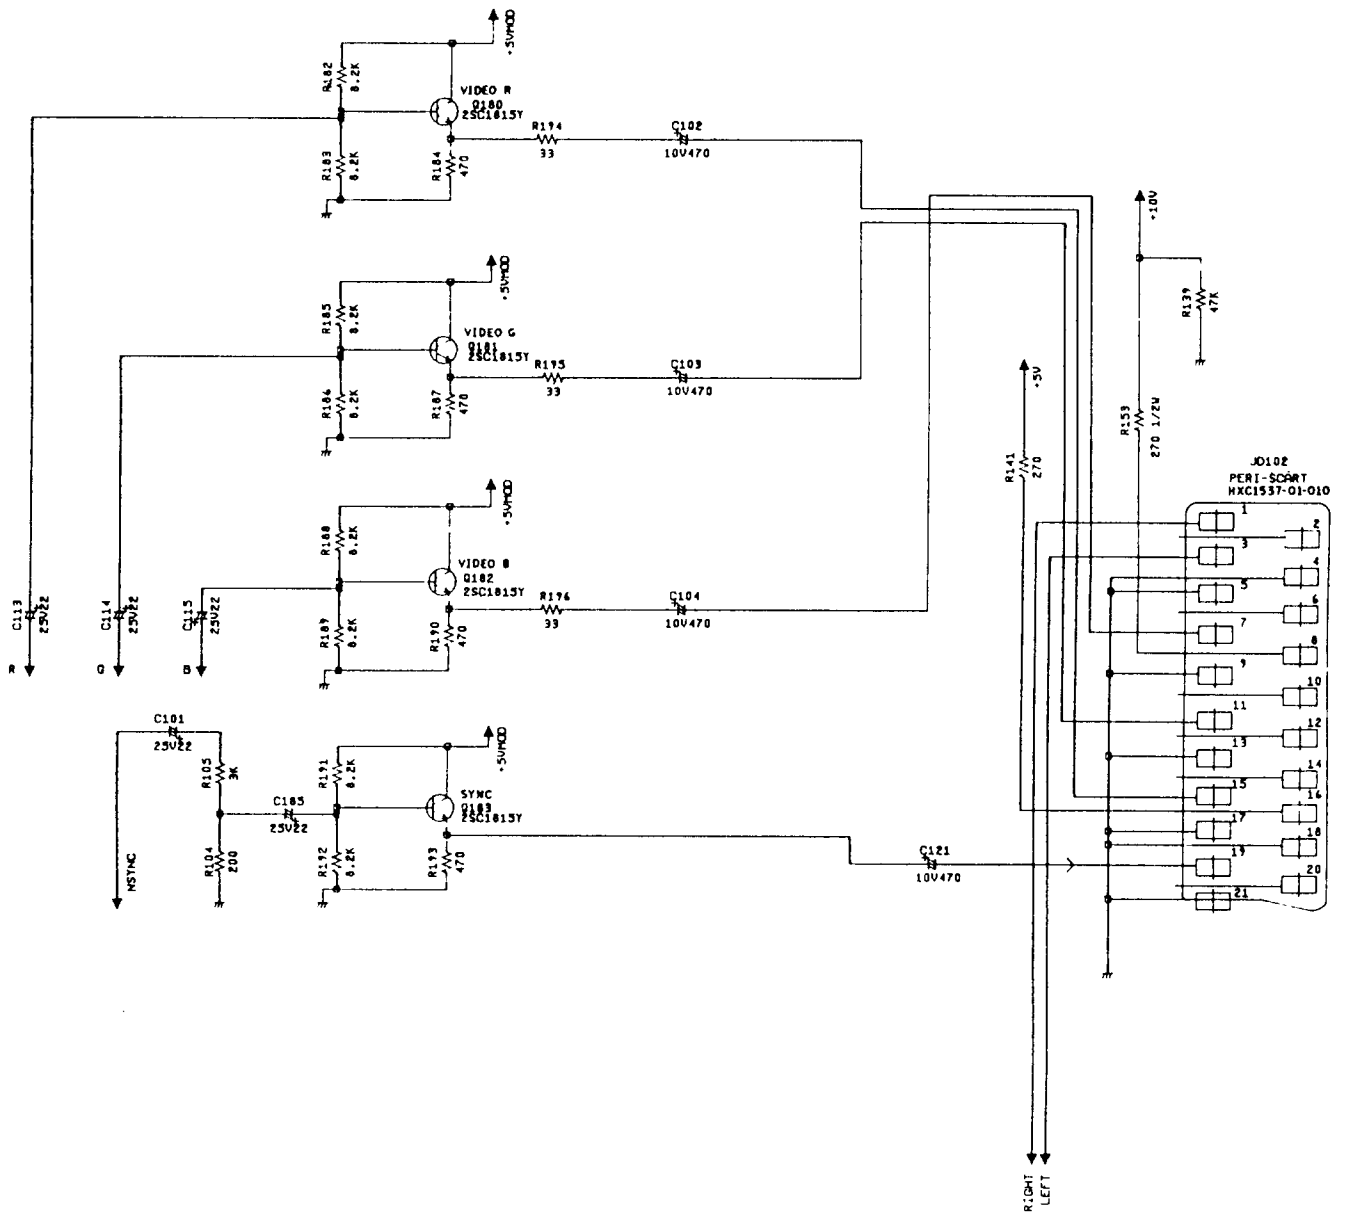 +5VMOD
R182
8.2K
VIDEO R
Q180
2SC1815Y
R183
8.2K
R184
470
R194
33
C102
10V470
+5VMOD
R185
8.2K
VIDEO G
Q181
2SC1815Y
R186
8.2K
R187
470
R195
33
C103
10V470
+5VMOD
R188
8.2K
VIDEO B
Q182
2SC1815Y
R189
8.2K
R190
470
R196
33
C104
10V470
C113
25V22
R
C114
25V22
G
C115
25V22
B
C101
25V22
R105
3K
R104
200
NSYNC
C185
25V22
+5VMOD
R191
8.2K
SYNC
Q183
2SC1815Y
R192
8.2K
R193
470
C121
10V470
+10V
R139
47K
+5V
R141
270
R153
270 1/2W
JD102
PERI-SCART
HXC1537-01-010
1
2
3
4
5
6
7
8
9
10
11
12
13
14
15
16
17
18
19
20
21
RIGHT
LEFT